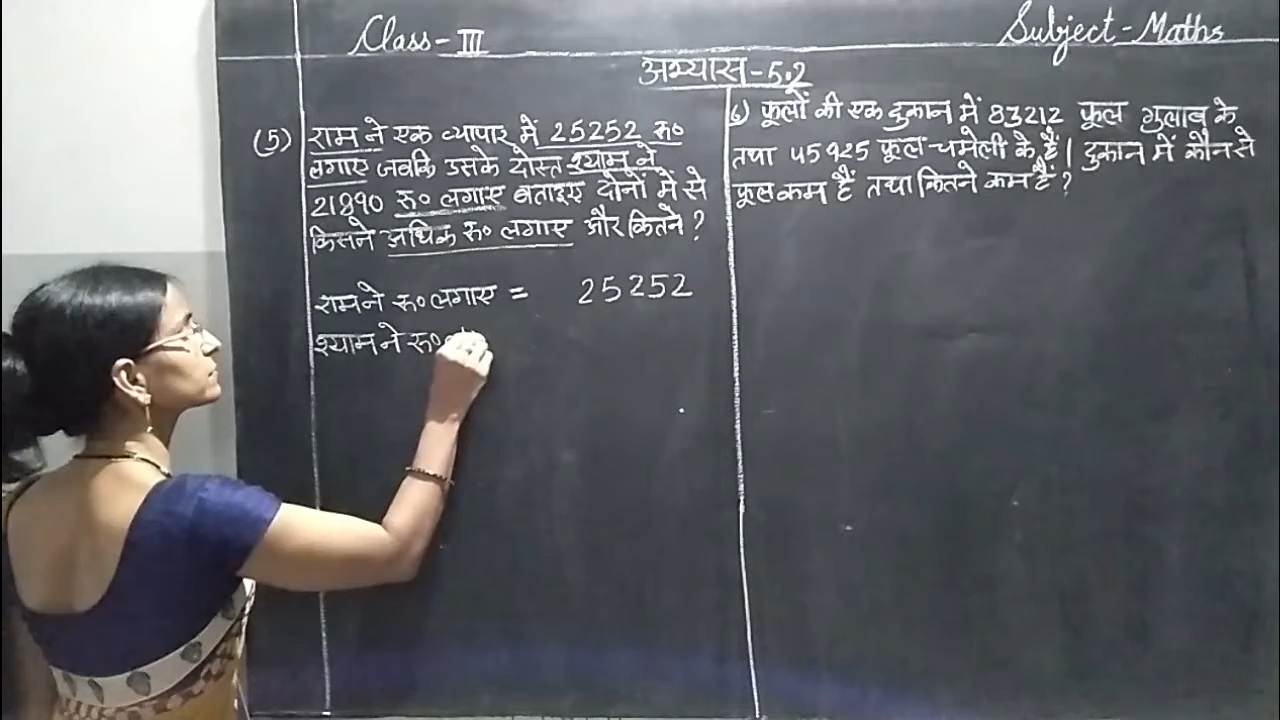 Class-III
Subject-Maths
अभ्यास-5.2
(5) राम ने एक व्यापार में 25252 रु०
लगाए जबकि उसके दोस्त श्याम ने
21890 रु० लगाए बताइए दोनों में से
किसने अधिक रु० लगाए और कितने?
राम ने रु० लगाए = 25252
श्याम ने रु०
6) फूलों की एक दुकान में 83212 फूल गुलाब के
तथा 45925 फूल चमेली के हैं। दुकान में कौन से
फूल कम हैं तथा कितने कम हैं?